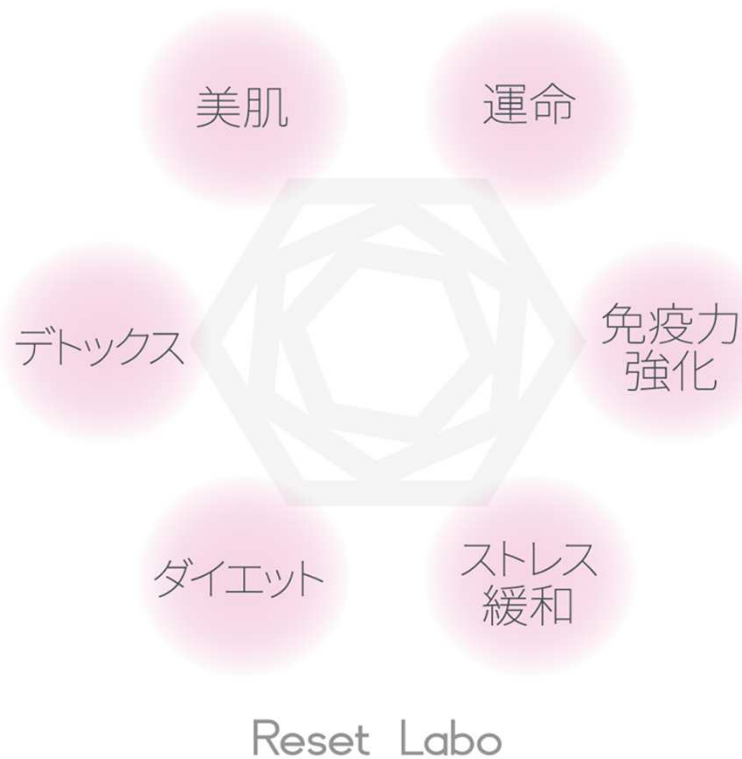 美肌
運命
デトックス
免疫力
強化
ダイエット
ストレス
緩和
Reset Labo